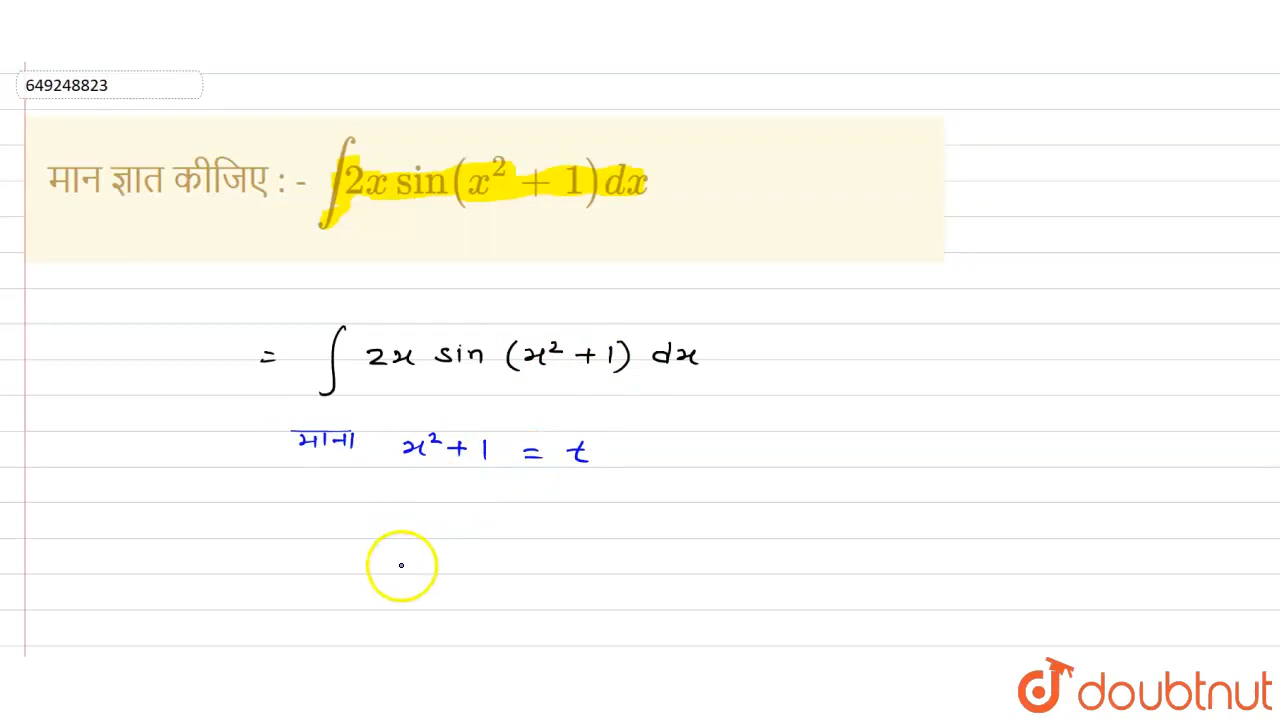 649248823
मान ज्ञात कीजिए : - ∫2x sin(x² + 1)dx
= ∫ 2x sin (x² + 1) dx
माना x² + 1 = t
doubtnut